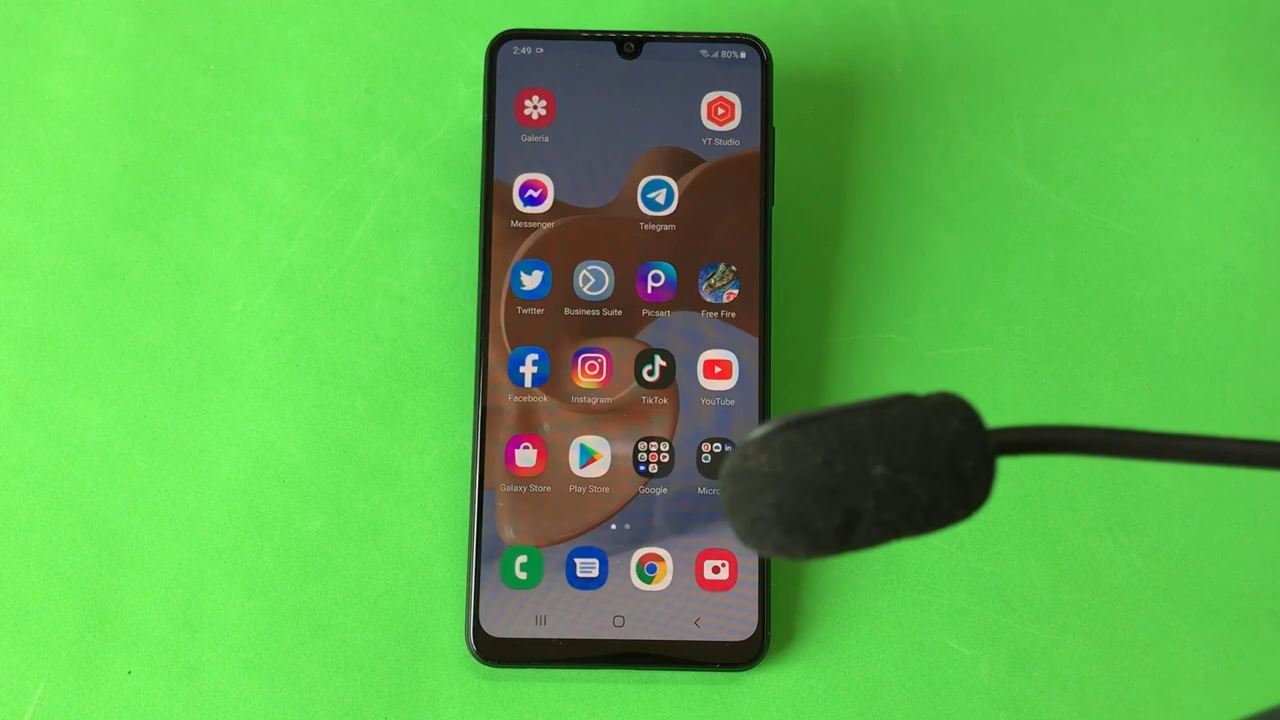 2:49 80%
Galería YT Studio
Messenger Telegram
Twitter Business Suite Picsart Free Fire
Facebook Instagram TikTok YouTube
Galaxy Store Play Store Google